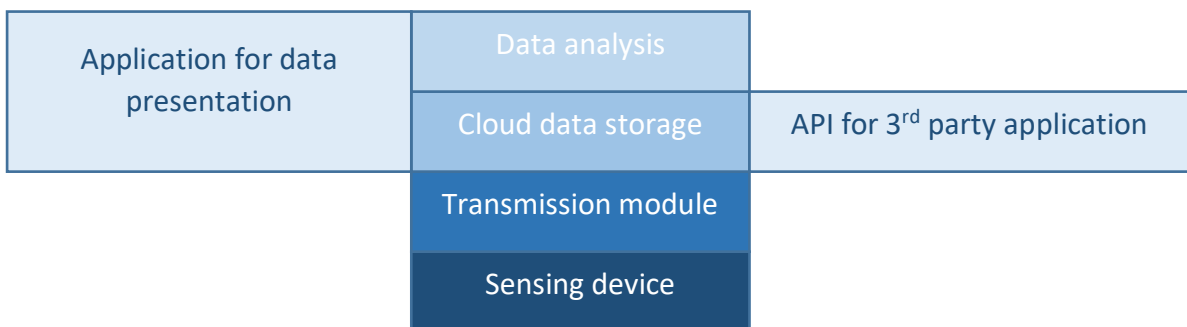 Application for data
presentation
Data analysis
Cloud data storage
API for 3rd party application
Transmission module
Sensing device